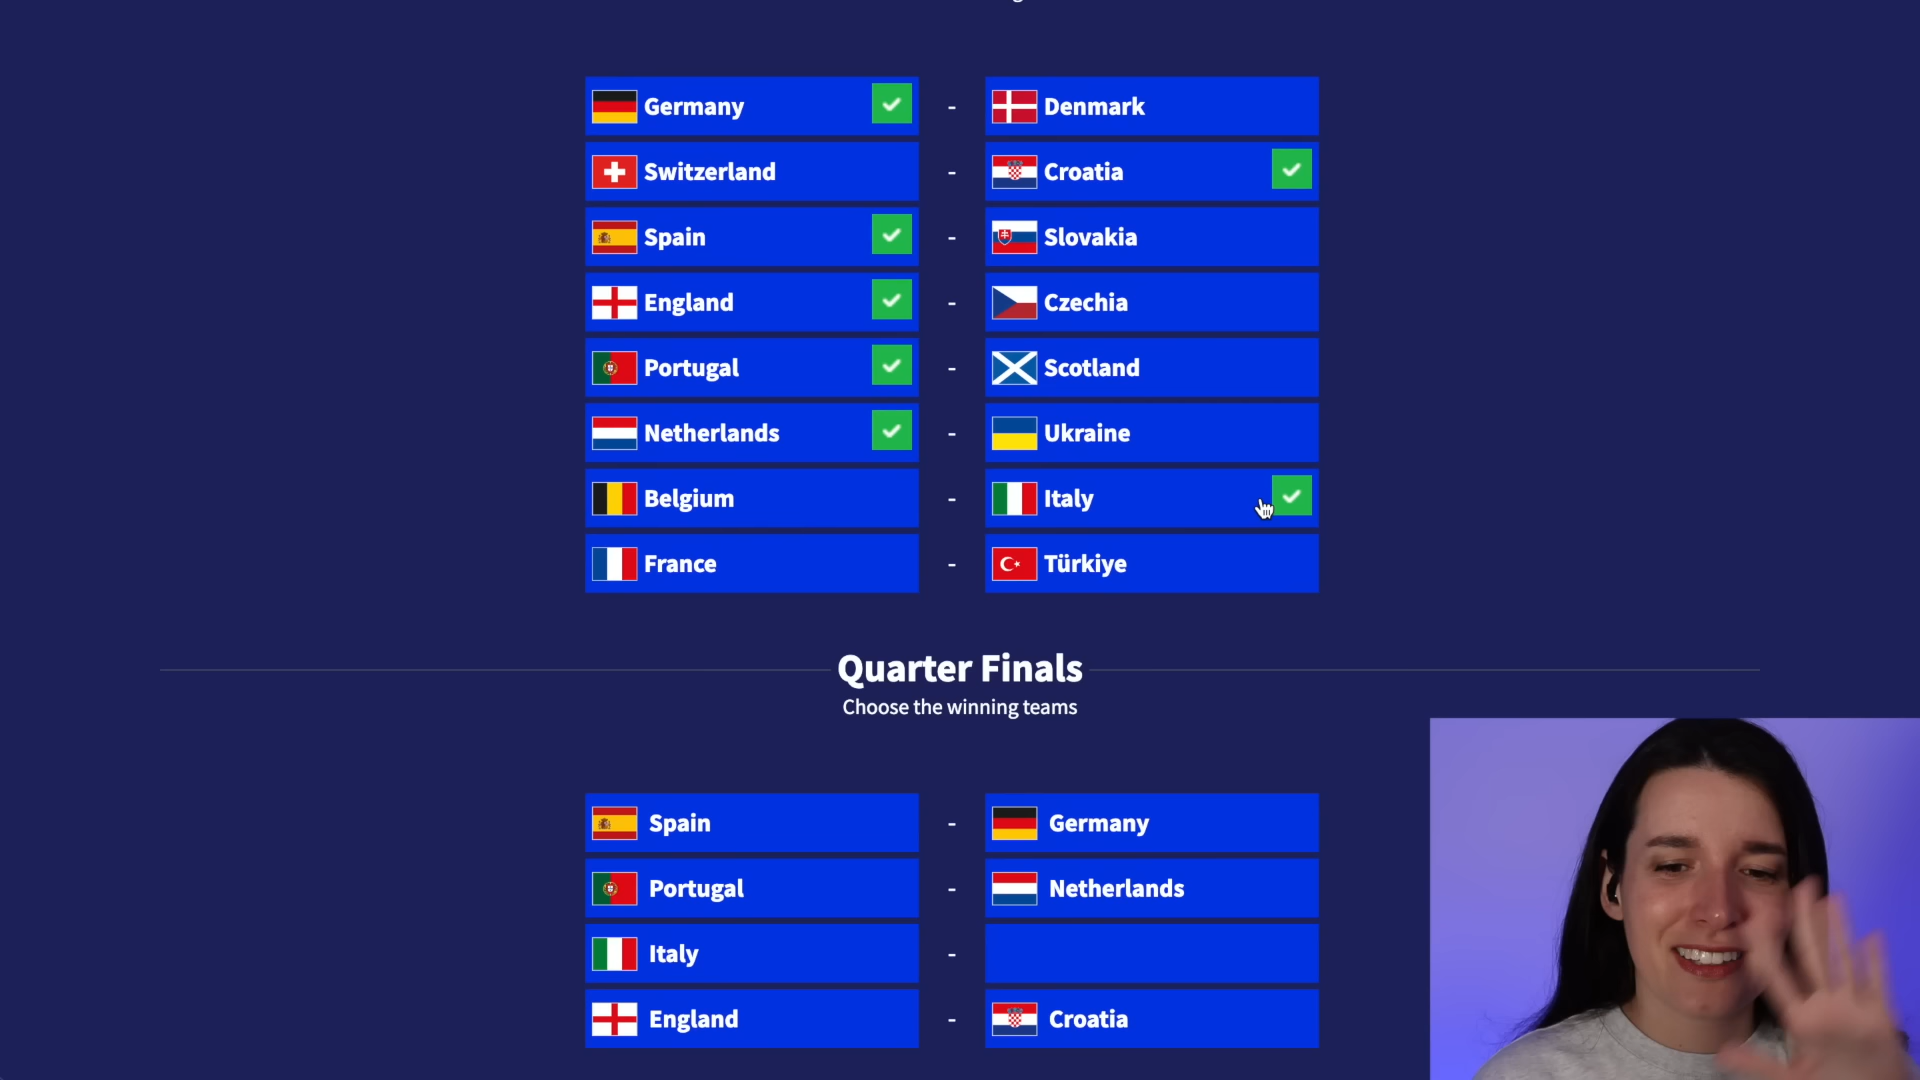 Germany - Denmark
Switzerland - Croatia
Spain - Slovakia
England - Czechia
Portugal - Scotland
Netherlands - Ukraine
Belgium - Italy
France - Türkiye
Quarter Finals
Choose the winning teams
Spain - Germany
Portugal - Netherlands
Italy -
England - Croatia